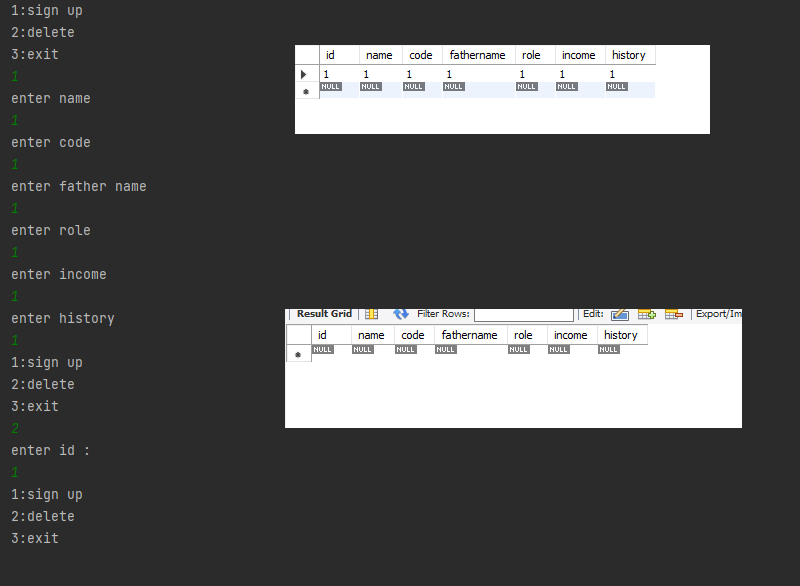 1:sign up
2:delete
3:exit
1
enter name
1
enter code
1
enter father name
1
enter role
1
enter income
1
enter history
1
1:sign up
2:delete
3:exit
2
enter id :
1
1:sign up
2:delete
3:exit
id name code fathername role income history
1 1 1 1 1 1 1
NULL NULL NULL NULL NULL NULL NULL
Result Grid Filter Rows: Edit: Export/Im
id name code fathername role income history
NULL NULL NULL NULL NULL NULL NULL